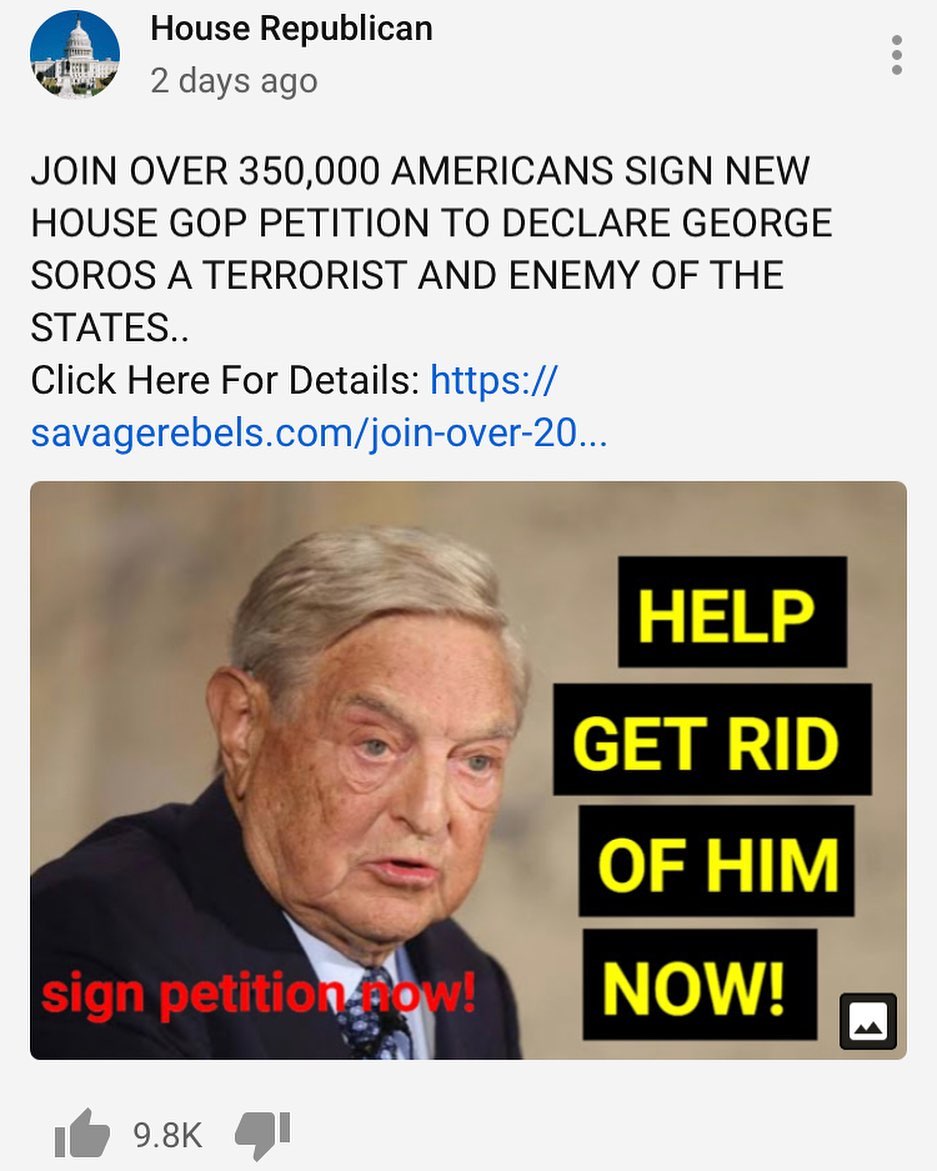 House Republican
2 days ago
JOIN OVER 350,000 AMERICANS SIGN NEW
HOUSE GOP PETITION TO DECLARE GEORGE
SOROS A TERRORIST AND ENEMY OF THE
STATES..
Click Here For Details: https://
savagerebels.com/join-over-20...
HELP
GET RID
OF HIM
NOW!
sign petition now!
9.8K